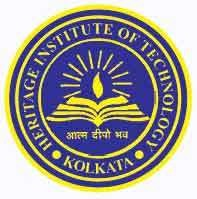 HERITAGE INSTITUTE OF TECHNOLOGY
आत्म दीपो भव
• KOLKATA •